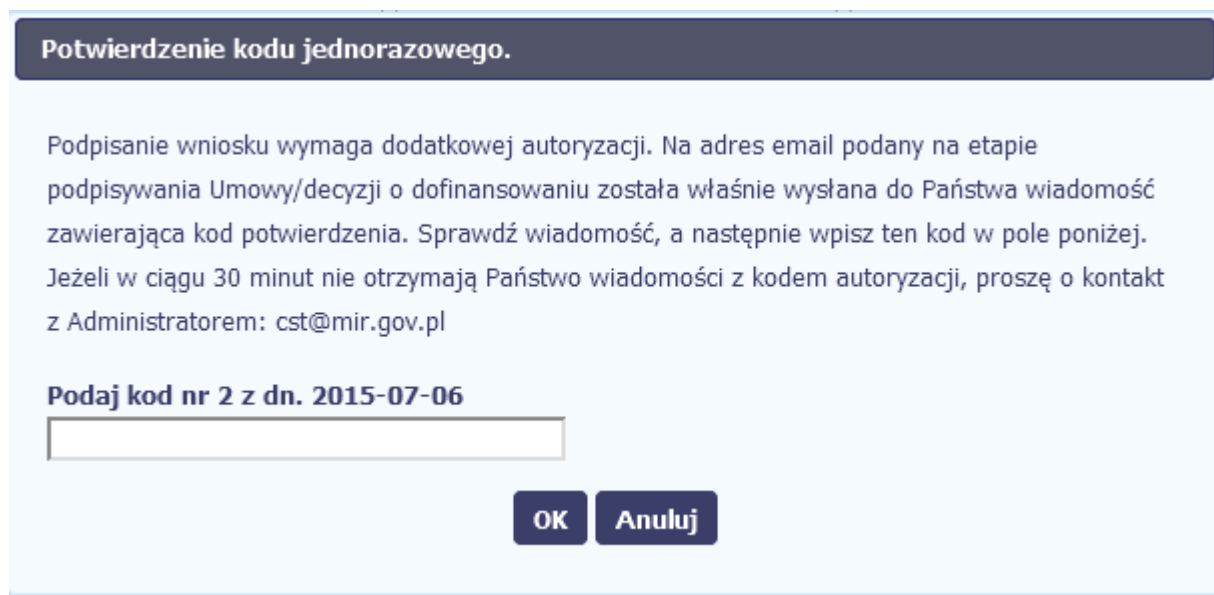 Potwierdzenie kodu jednorazowego.
Podpisanie wniosku wymaga dodatkowej autoryzacji. Na adres email podany na etapie
podpisywania Umowy/decyzji o dofinansowaniu została właśnie wysłana do Państwa wiadomość
zawierająca kod potwierdzenia. Sprawdź wiadomość, a następnie wpisz ten kod w pole poniżej.
Jeżeli w ciągu 30 minut nie otrzymają Państwo wiadomości z kodem autoryzacji, proszę o kontakt
z Administratorem: cst@mir.gov.pl
Podaj kod nr 2 z dn. 2015-07-06
OK Anuluj